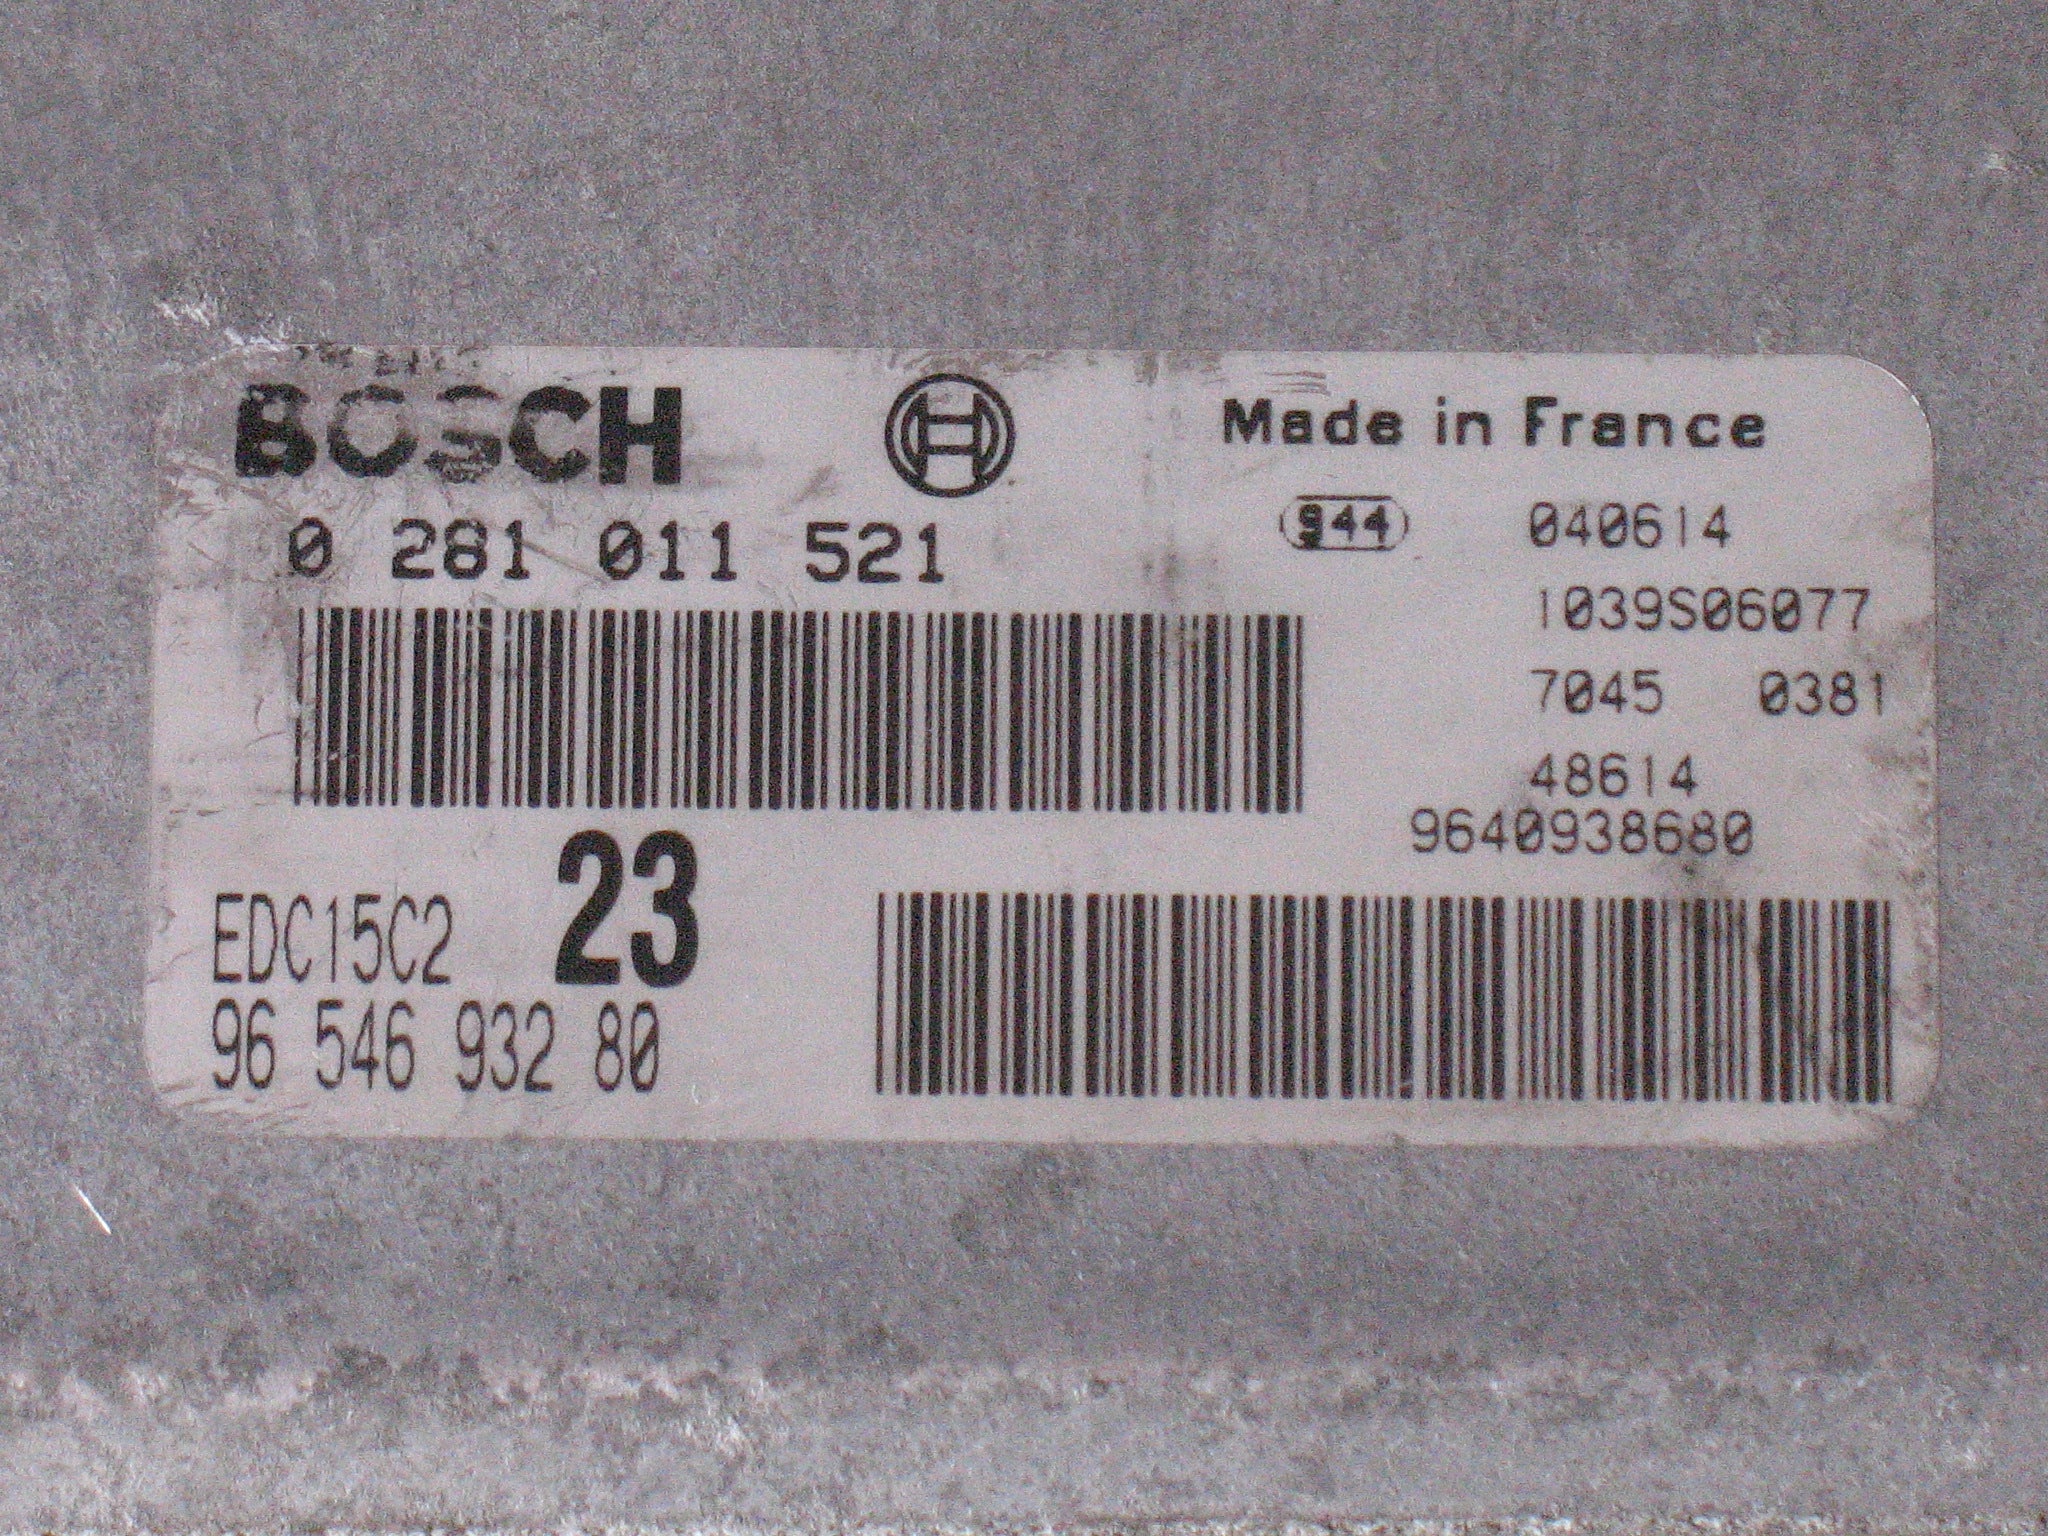 BOSCH
Made in France
0 281 011 521
944 040614
1039S06077
7045 0381
48614
9640938680
EDC15C2 23
96 546 932 80